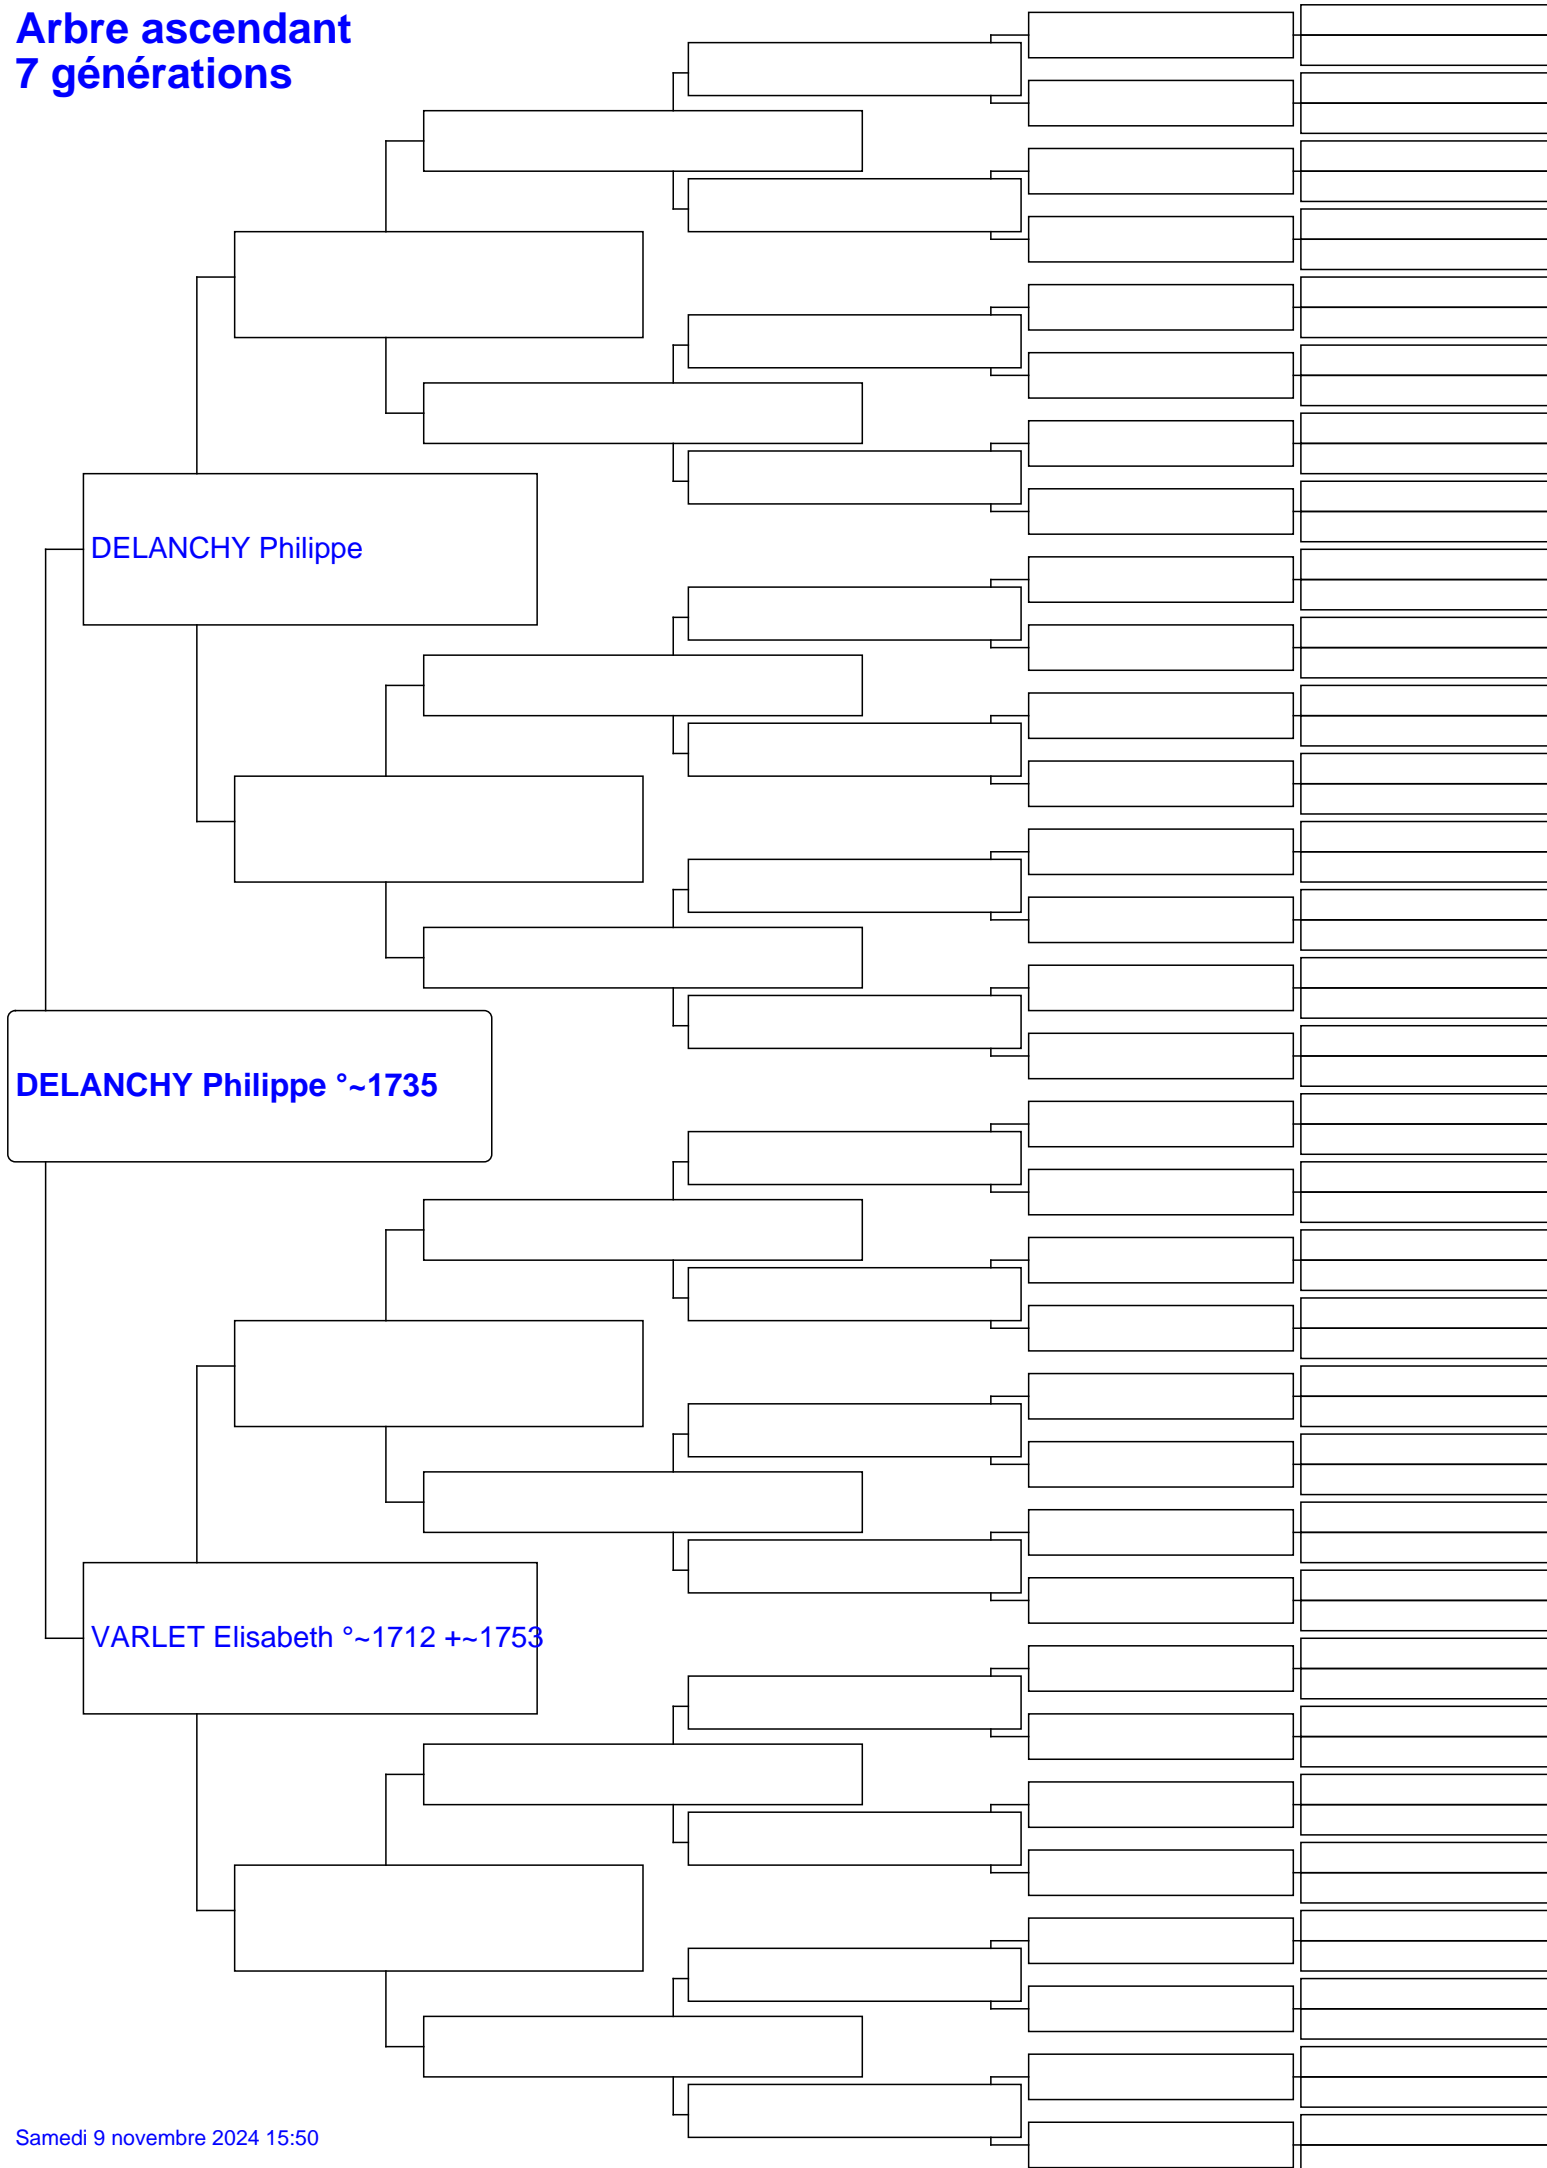 Arbre ascendant
7 générations
DELANCHY Philippe
DELANCHY Philippe °~1735
VARLET Elisabeth °~1712 +~1753
Samedi 9 novembre 2024 15:50